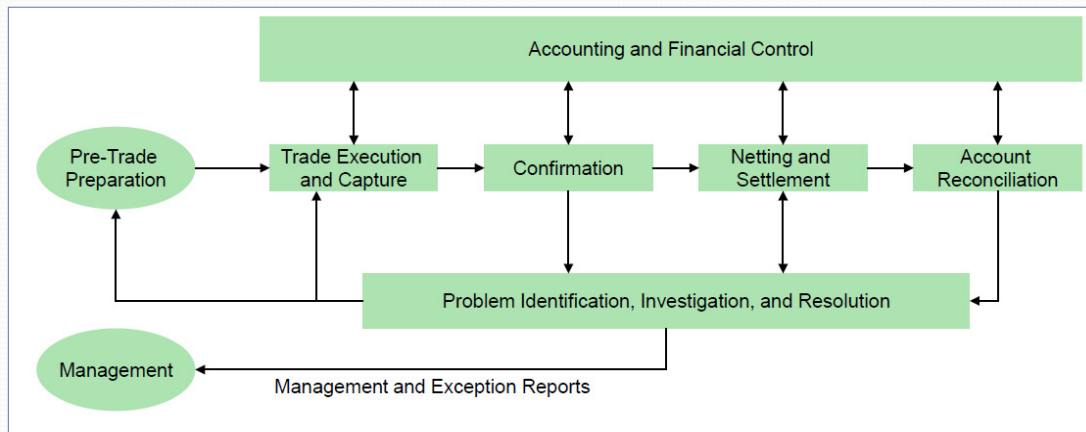 Accounting and Financial Control
Pre-Trade
Preparation
Trade Execution
and Capture
Confirmation
Netting and
Settlement
Account
Reconciliation
Problem Identification, Investigation, and Resolution
Management
Management and Exception Reports